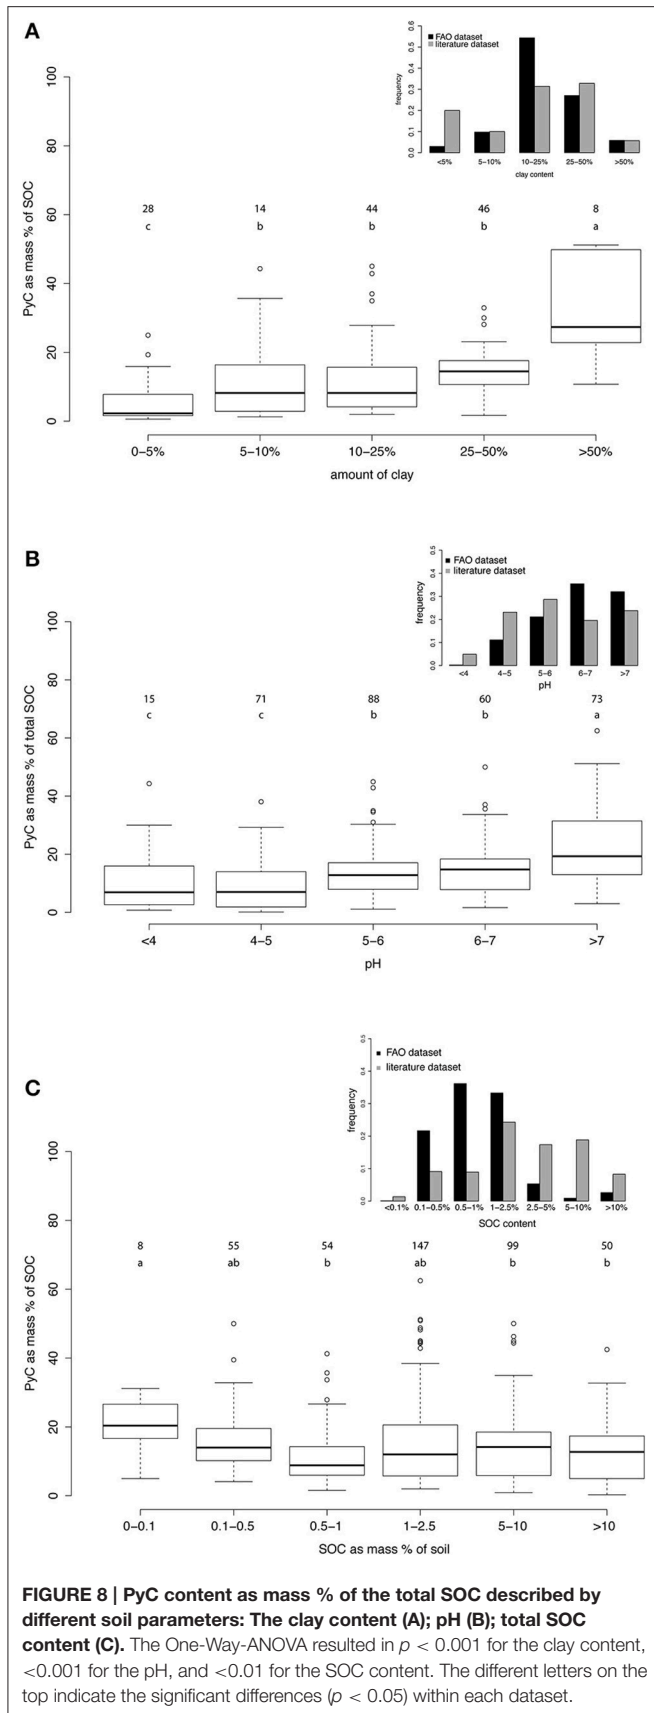 A
FAO dataset
literature dataset
frequency
0.0 0.1 0.2 0.3 0.4 0.5 0.6
<5% 5–10% 10–25% 25–50% >50%
clay content
PyC as mass % of SOC
0 20 40 60 80 100
28 14 44 46 8
c b b b a
0–5% 5–10% 10–25% 25–50% >50%
amount of clay
B
FAO dataset
literature dataset
frequency
0.0 0.1 0.2 0.3 0.4 0.5
<4 4–5 5–6 6–7 >7
pH
PyC as mass % of total SOC
0 20 40 60 80 100
15 71 88 60 73
c c b b a
<4 4–5 5–6 6–7 >7
pH
C
FAO dataset
literature dataset
frequency
0.0 0.1 0.2 0.3 0.4 0.5
<0.1% 0.1–0.5% 0.5–1% 1–2.5% 2.5–5% 5–10% >10%
SOC content
PyC as mass % of SOC
0 20 40 60 80 100
8 55 54 147 99 50
a ab b ab b b
0–0.1 0.1–0.5 0.5–1 1–2.5 5–10 >10
SOC as mass % of soil
FIGURE 8 | PyC content as mass % of the total SOC described by
different soil parameters: The clay content (A); pH (B); total SOC
content (C). The One-Way-ANOVA resulted in p < 0.001 for the clay content,
<0.001 for the pH, and <0.01 for the SOC content. The different letters on the
top indicate the significant differences (p < 0.05) within each dataset.